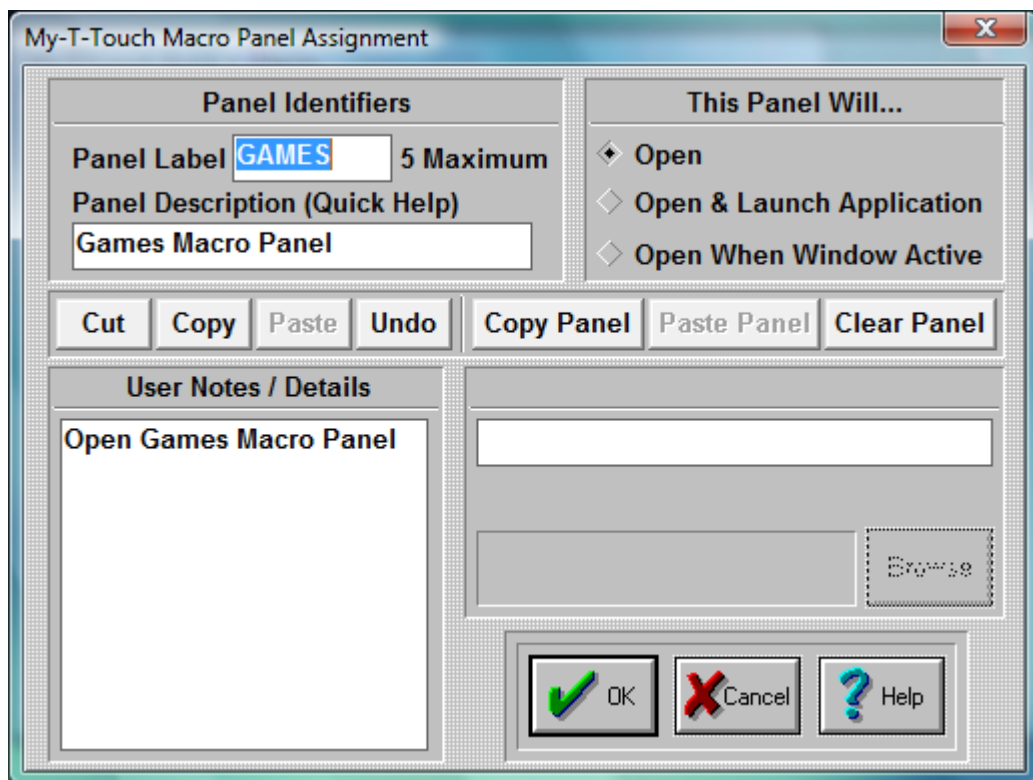 My-T-Touch Macro Panel Assignment
Panel Identifiers
Panel Label GAMES 5 Maximum
Panel Description (Quick Help)
Games Macro Panel
This Panel Will...
Open
Open & Launch Application
Open When Window Active
Cut Copy Paste Undo Copy Panel Paste Panel Clear Panel
User Notes / Details
Open Games Macro Panel
Browse
OK Cancel Help